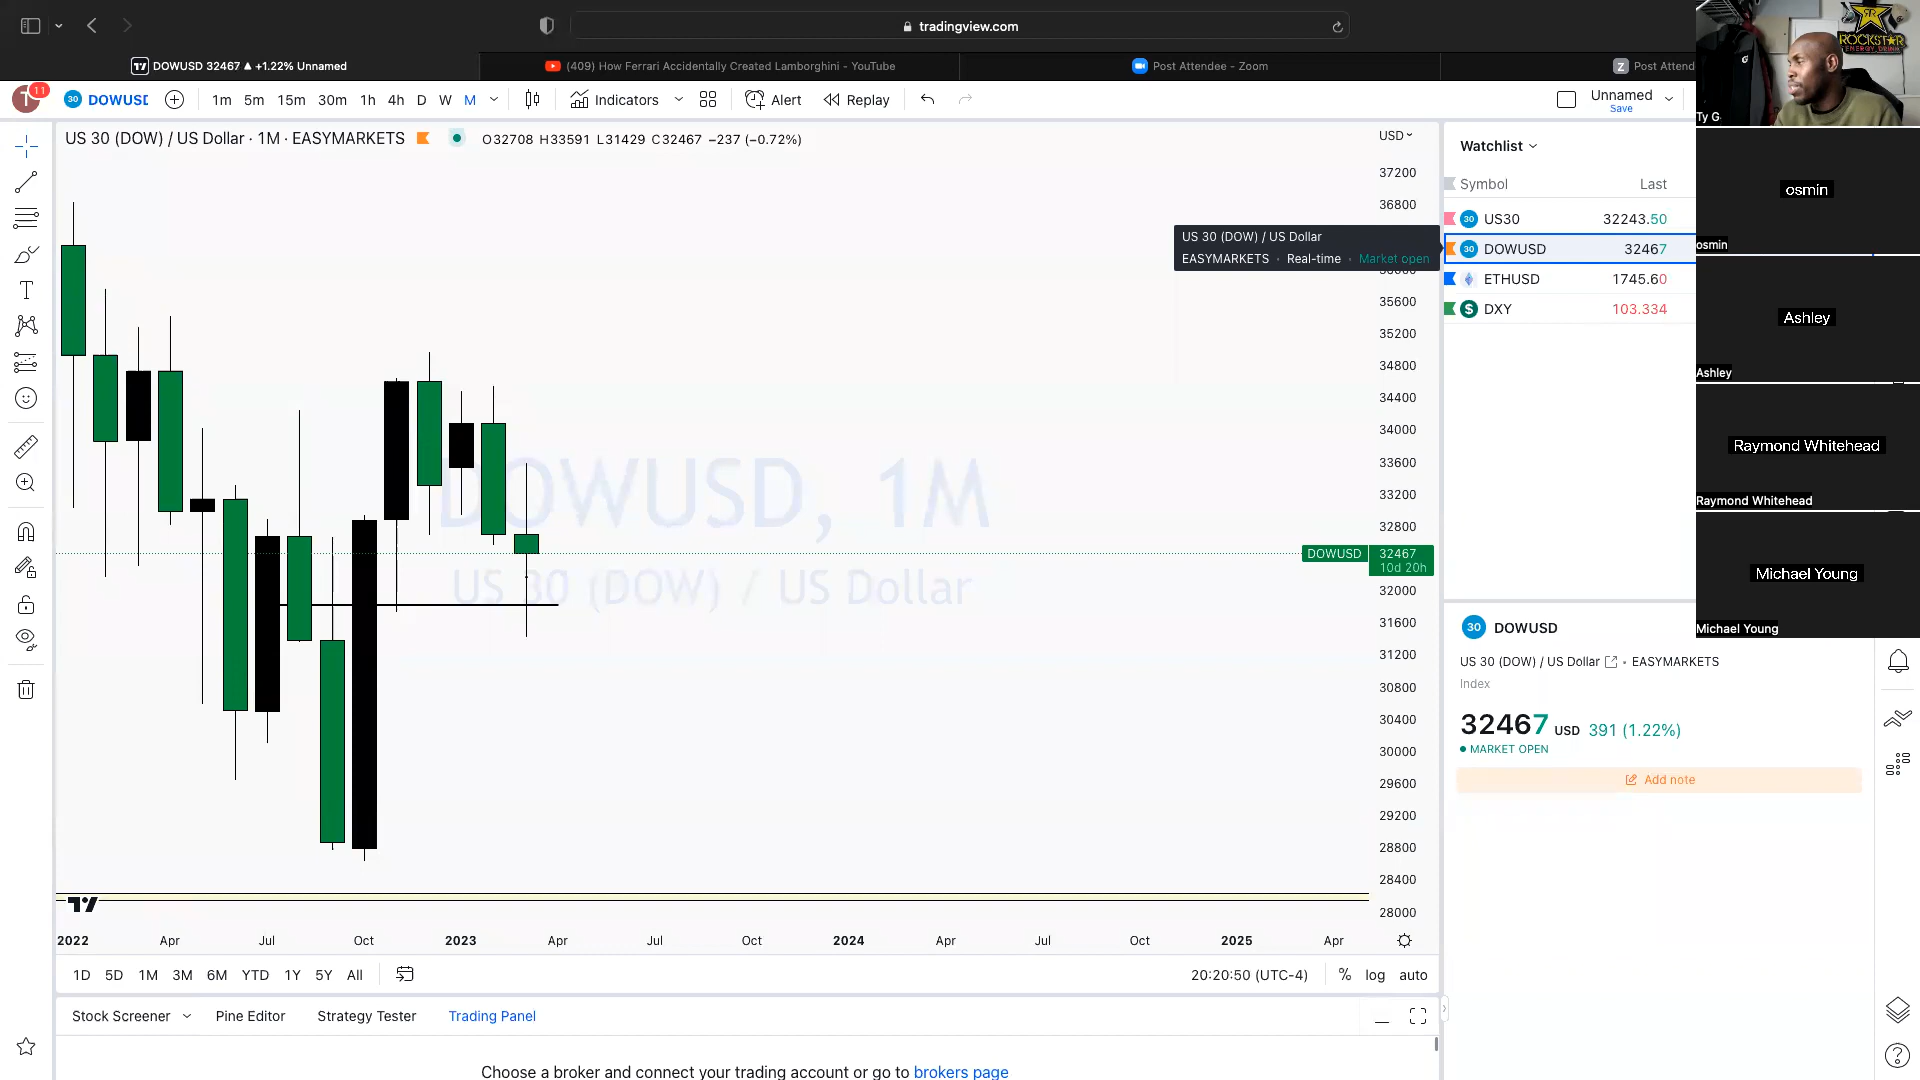 tradingview.com
DOWUSD 32467 ▲ +1.22% Unnamed
(409) How Ferrari Accidentally Created Lamborghini - YouTube
Post Attendee - Zoom
Z Post Attend
T 11
30 DOWUSD
1m 5m 15m 30m 1h 4h D W M
Indicators
Alert
Replay
Unnamed
Save
US 30 (DOW) / US Dollar · 1M · EASYMARKETS
O32708 H33591 L31429 C32467 −237 (−0.72%)
USD
37200
36800
35600
35200
34800
34400
34000
33600
33200
32800
32000
31600
31200
30800
30400
30000
29600
29200
28800
28400
28000
US 30 (DOW) / US Dollar
EASYMARKETS · Real-time · Market open
DOWUSD, 1M
US 30 (DOW) / US Dollar
DOWUSD 32467
10d 20h
2022 Apr Jul Oct 2023 Apr Jul Oct 2024 Apr Jul Oct 2025 Apr
1D 5D 1M 3M 6M YTD 1Y 5Y All
20:20:50 (UTC-4)
% log auto
Stock Screener
Pine Editor
Strategy Tester
Trading Panel
Choose a broker and connect your trading account or go to brokers page
Watchlist
Symbol Last
30 US30 32243.50
30 DOWUSD 32467
ETHUSD 1745.60
$ DXY 103.334
30 DOWUSD
US 30 (DOW) / US Dollar · EASYMARKETS
Index
32467 USD 391 (1.22%)
MARKET OPEN
Add note
ROCKSTAR
ENERGY DRINK
Ty G
osmin
osmin
Ashley
Ashley
Raymond Whitehead
Raymond Whitehead
Michael Young
Michael Young